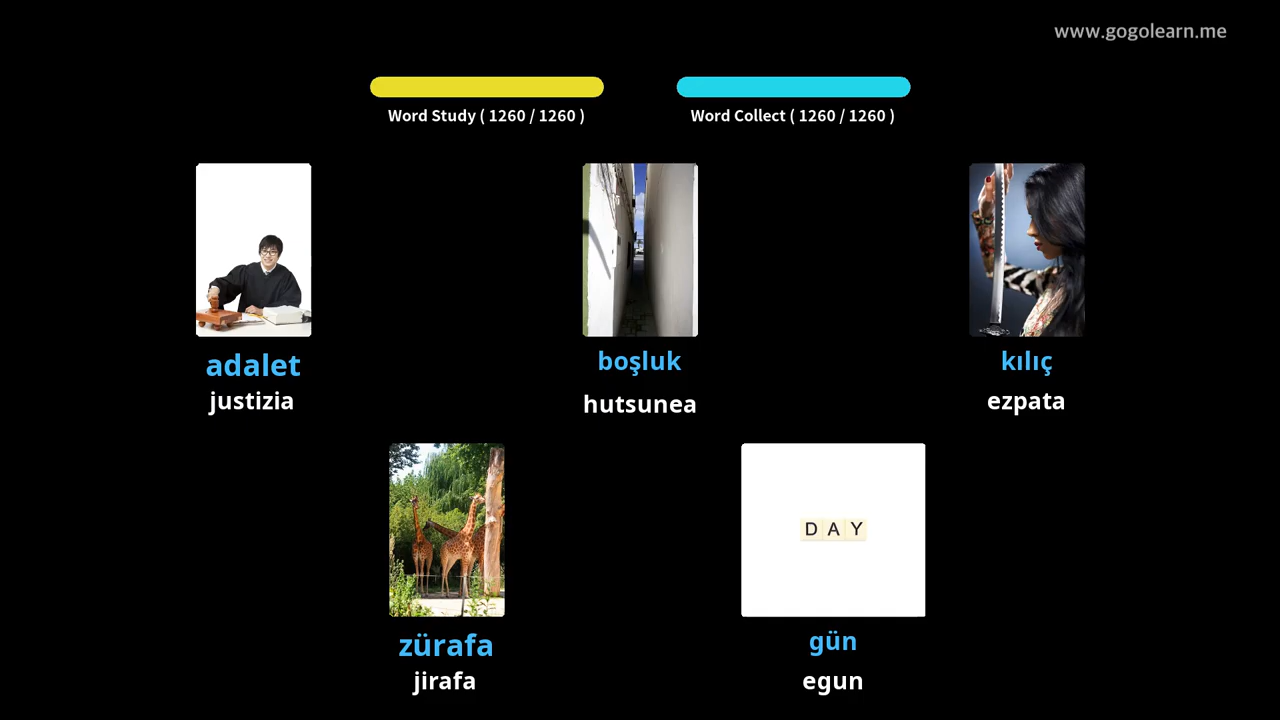 www.gogolearn.me
Word Study ( 1260 / 1260 )
Word Collect ( 1260 / 1260 )
adalet
justizia
boşluk
hutsunea
kılıç
ezpata
DAY
zürafa
jirafa
gün
egun